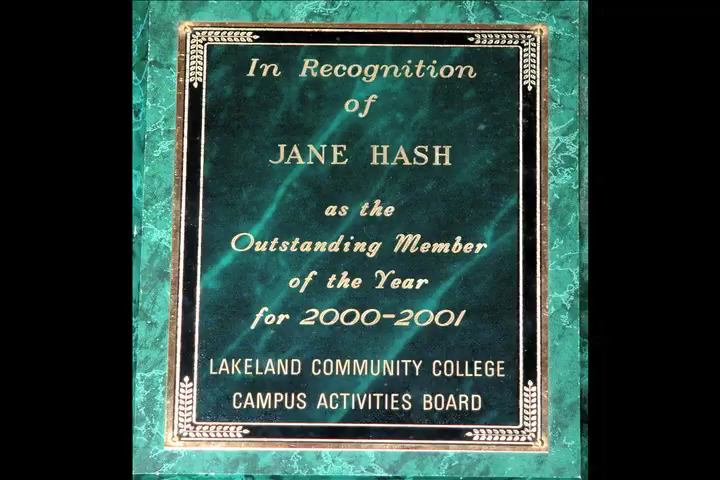 In Recognition
of
JANE HASH
as the
Outstanding Member
of the Year
for 2000-2001
LAKELAND COMMUNITY COLLEGE
CAMPUS ACTIVITIES BOARD